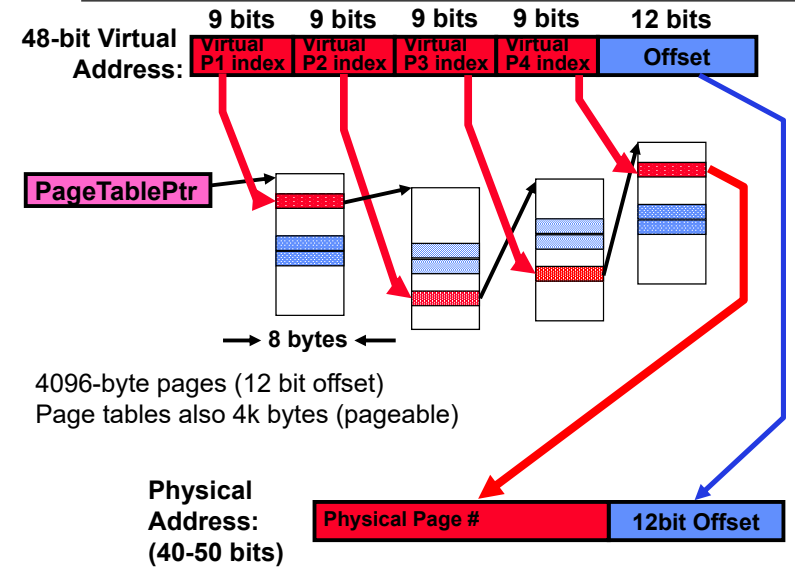 9 bits 9 bits 9 bits 9 bits 12 bits
48-bit Virtual
Address:
Virtual
P1 index
Virtual
P2 index
Virtual
P3 index
Virtual
P4 index
Offset
PageTablePtr
8 bytes
4096-byte pages (12 bit offset)
Page tables also 4k bytes (pageable)
Physical
Address:
(40-50 bits)
Physical Page #
12bit Offset